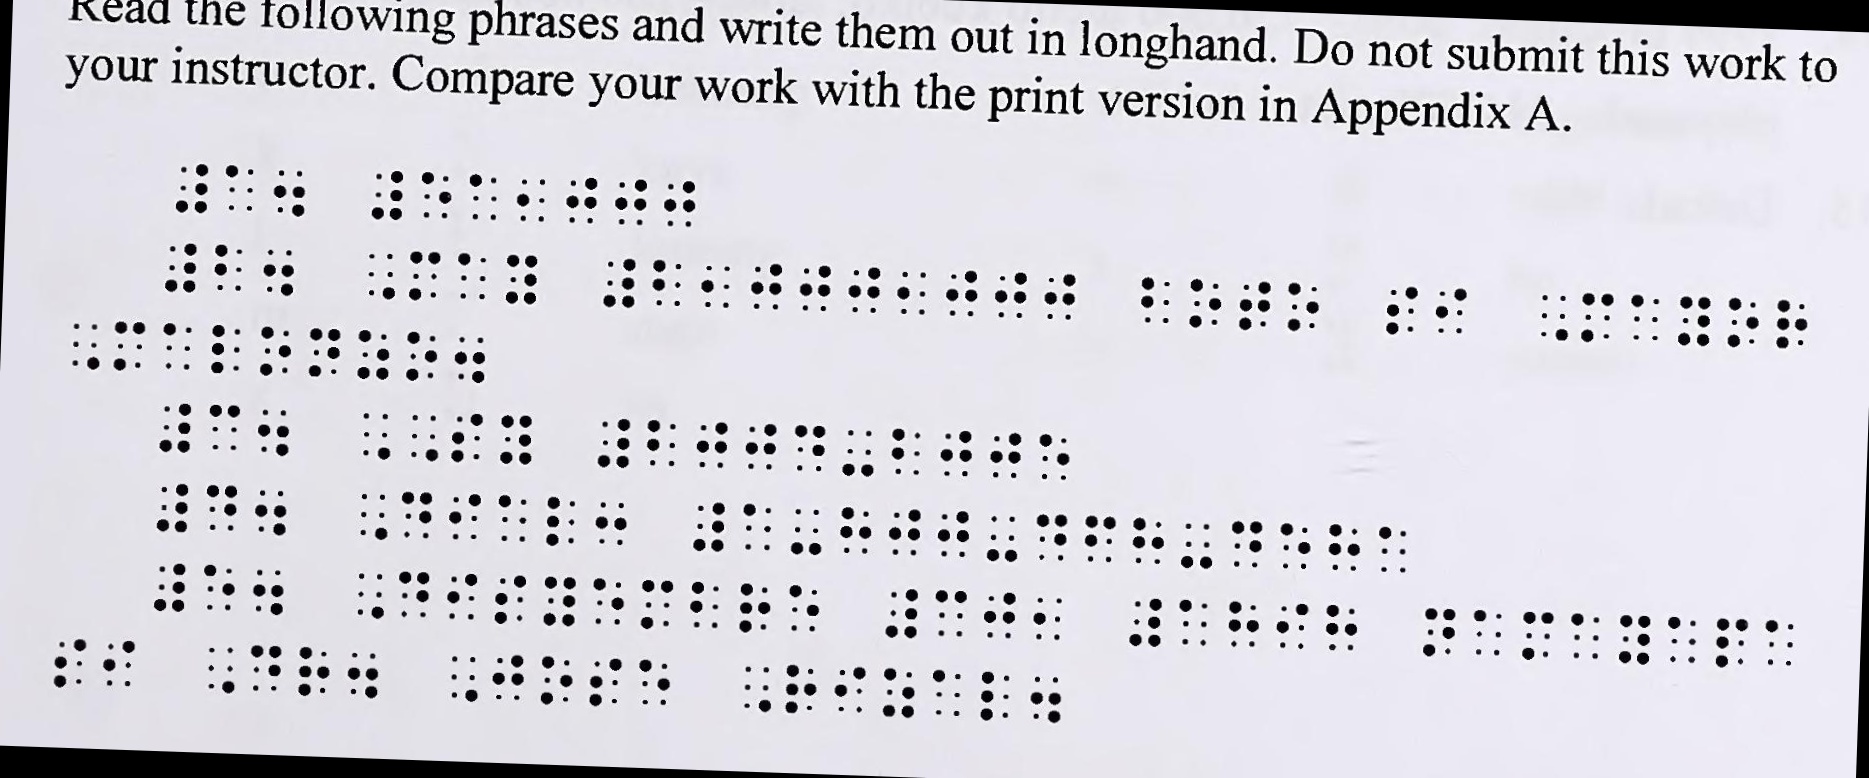 Read the following phrases and write them out in longhand. Do not submit this work to
your instructor. Compare your work with the print version in Appendix A.
⠼⠁⠲ ⠼⠑⠁⠂⠚⠚⠚
⠼⠃⠲ ⠠⠍⠁⠽ ⠼⠃⠂⠚⠚⠚⠂⠚⠚⠚ ⠃⠕⠞⠕ ⠎⠊ ⠠⠍⠁⠽⠕⠗
⠠⠍⠁⠇⠕⠝⠵⠕⠲
⠼⠉⠲ ⠠⠠⠎⠽ ⠼⠃⠚⠚⠙⠤⠃⠚⠚⠑
⠼⠙⠲ ⠠⠙⠊⠁⠇⠒ ⠼⠁⠤⠓⠚⠚⠤⠙⠋⠓⠤⠙⠑⠓⠁
⠼⠑⠲ ⠠⠙⠊⠎⠽⠑⠍⠃⠗⠑ ⠼⠉⠚⠂ ⠼⠁⠓⠊⠓ ⠝⠁⠍⠁⠽⠁⠏⠁
⠎⠊ ⠠⠙⠗⠲ ⠠⠚⠕⠎⠑ ⠠⠗⠊⠵⠁⠇⠲